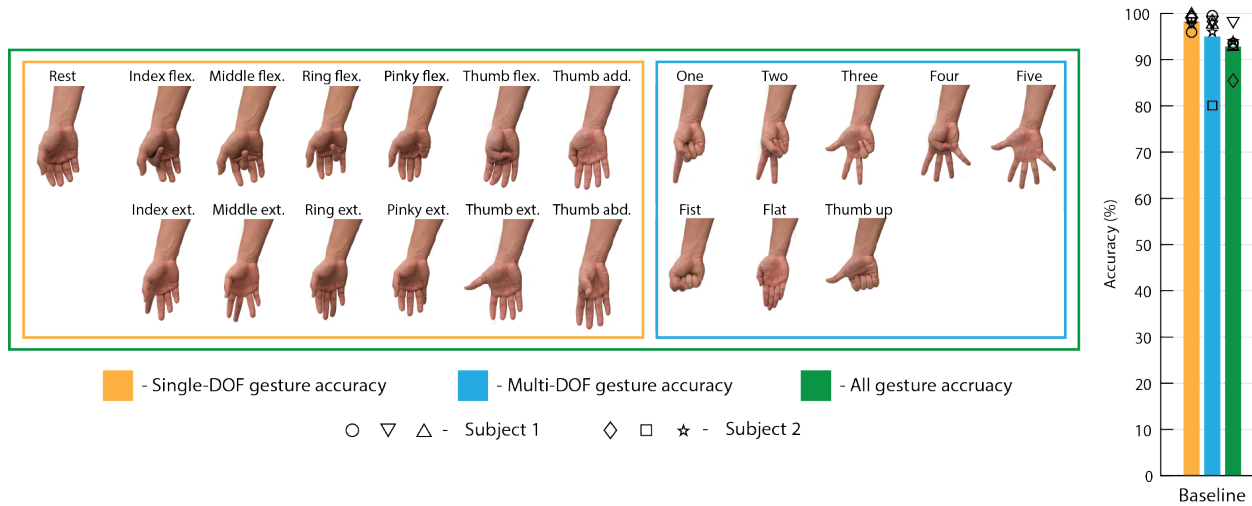 Rest Index flex. Middle flex. Ring flex. Pinky flex. Thumb flex. Thumb add.
Index ext. Middle ext. Ring ext. Pinky ext. Thumb ext. Thumb abd.
One Two Three Four Five
Fist Flat Thumb up
- Single-DOF gesture accuracy
- Multi-DOF gesture accuracy
- All gesture accruacy
- Subject 1
- Subject 2
Accuracy (%)
100
90
80
70
60
50
40
30
20
10
0
Baseline